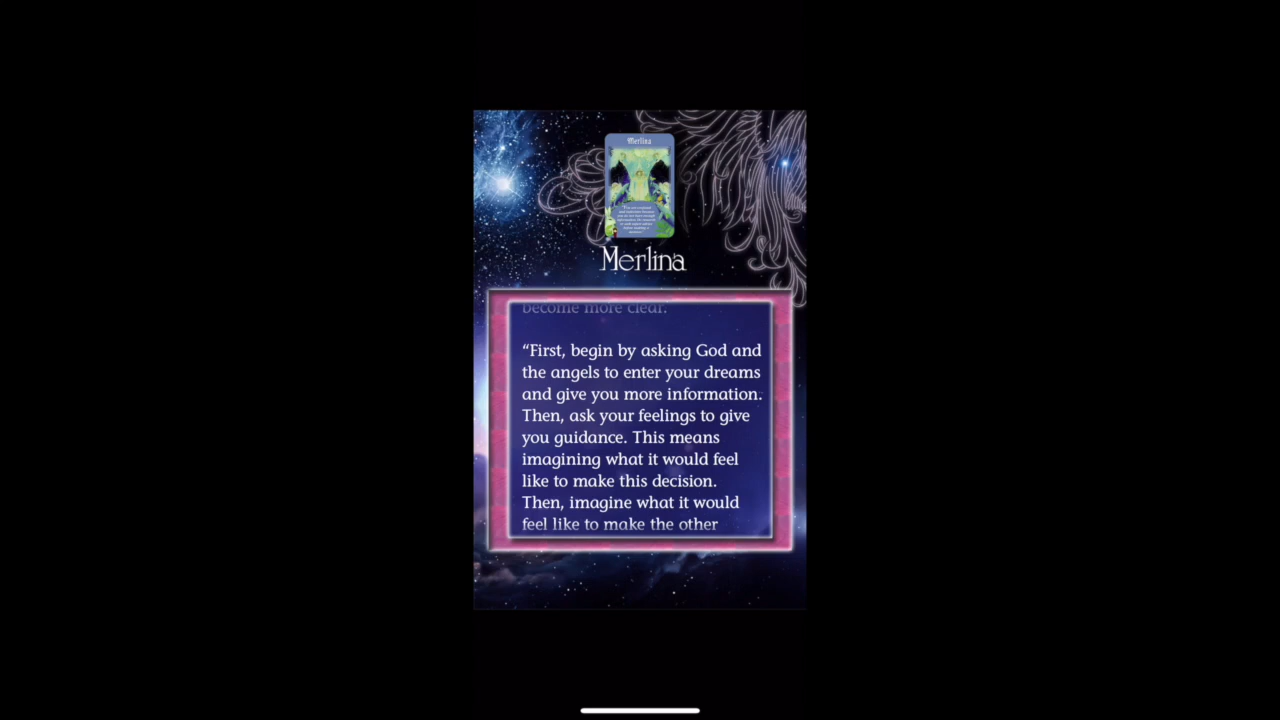 Merlina
Merlina
become more clear.
“First, begin by asking God and
the angels to enter your dreams
and give you more information.
Then, ask your feelings to give
you guidance. This means
imagining what it would feel
like to make this decision.
Then, imagine what it would
feel like to make the other